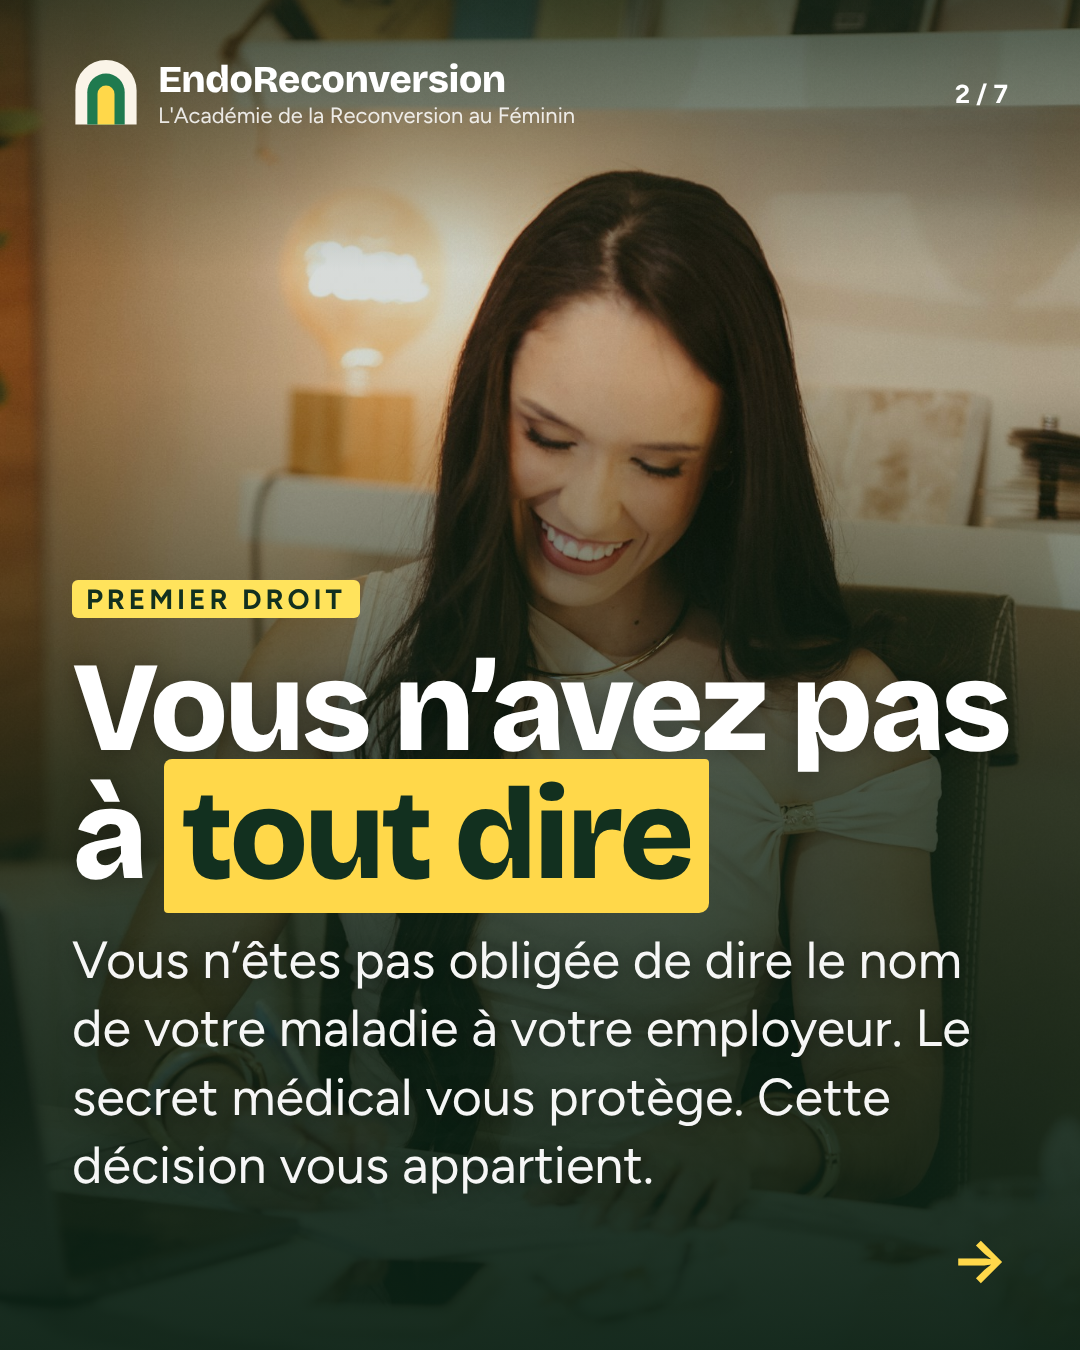 EndoReconversion
L'Académie de la Reconversion au Féminin
2 / 7
PREMIER DROIT
Vous n’avez pas
à tout dire
Vous n’êtes pas obligée de dire le nom
de votre maladie à votre employeur. Le
secret médical vous protège. Cette
décision vous appartient.